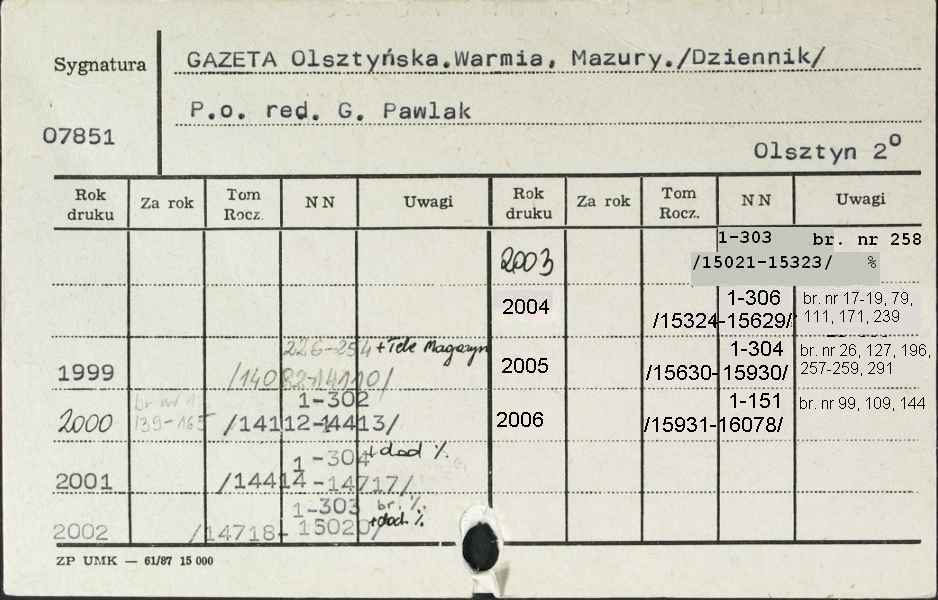 Sygnatura
GAZETA Olsztyńska.Warmia, Mazury./Dziennik/
P.o. red. G. Pawlak
07851
Olsztyn 2º
Rok druku Za rok Tom Rocz. NN Uwagi Rok druku Za rok Tom Rocz. NN Uwagi
1999 226-254 +Tele Magazyn
/14082-14110/
2000 br nr 139-165 1-302
/14112-14413/
2001 1-304 +dod %
/14414-14717/
2002 1-303 br. %
/14718-15020/ +dod. %
2003 1-303 br. nr 258
/15021-15323/ %
2004 1-306 br. nr 17-19, 79,
/15324-15629/ 111, 171, 239
2005 1-304 br. nr 26, 127, 196,
/15630-15930/ 257-259, 291
2006 1-151 br. nr 99, 109, 144
/15931-16078/
ZP UMK — 61/87 15 000